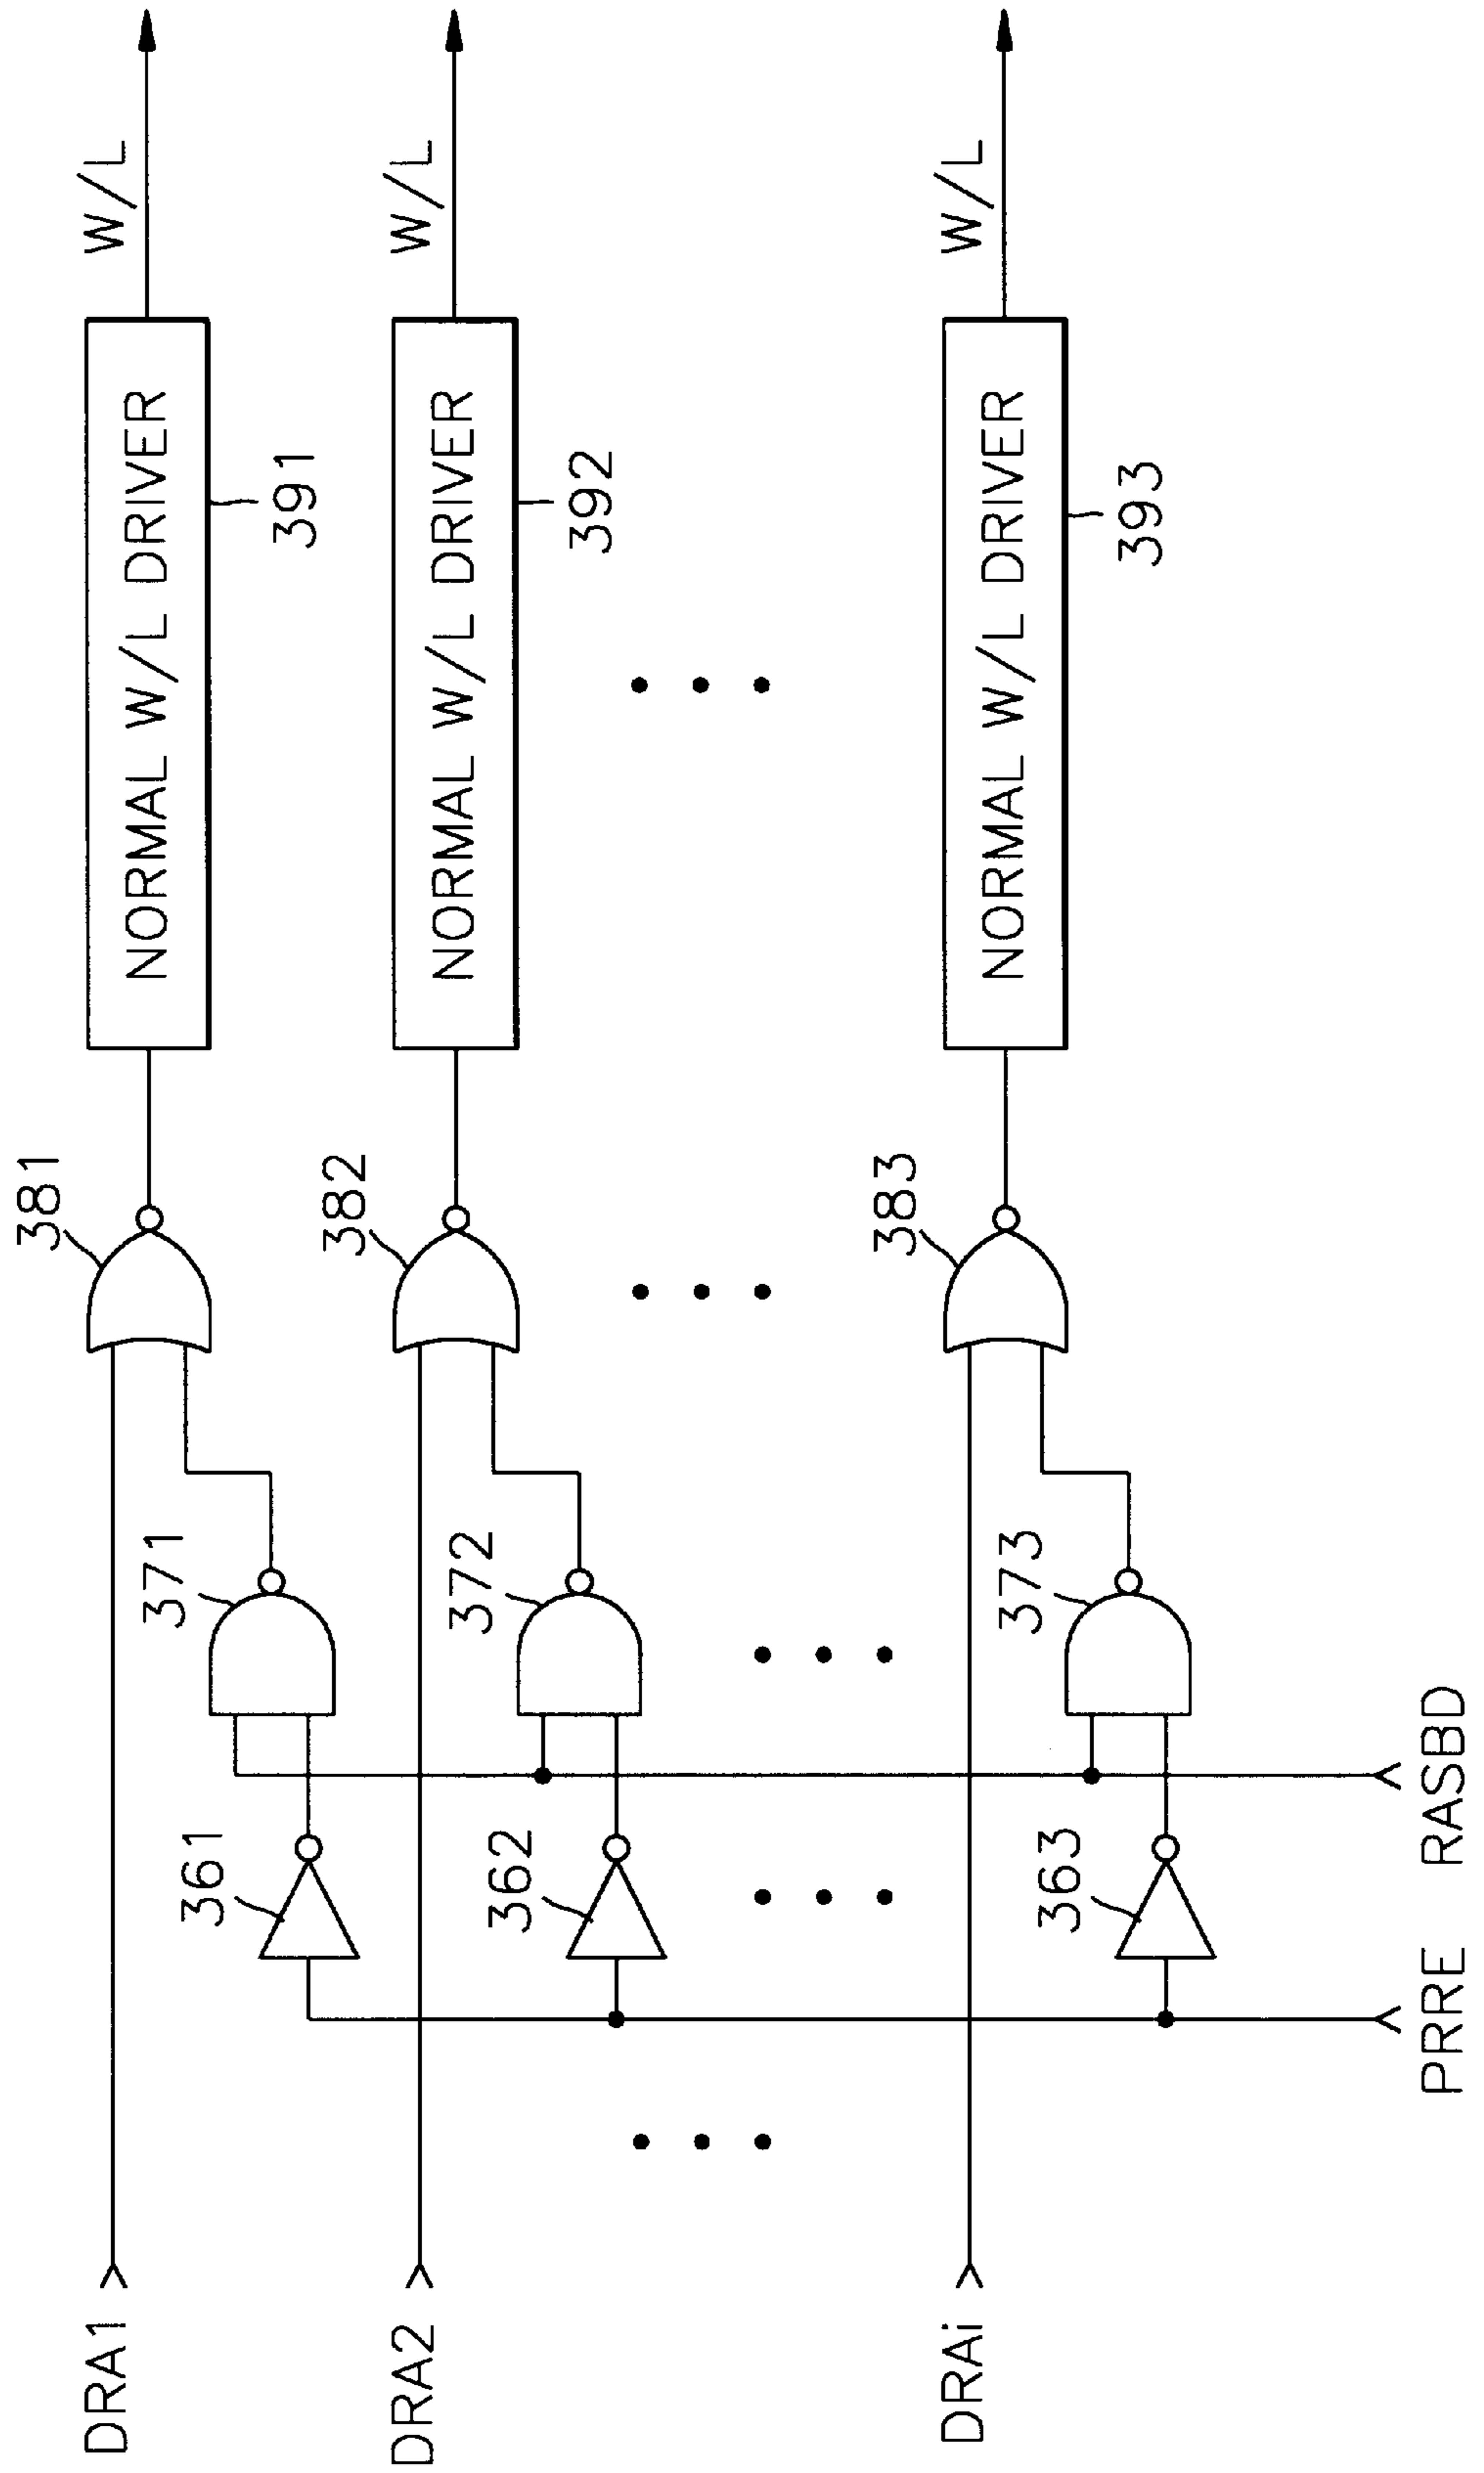 DRA1
361
371
381
NORMAL W/L DRIVER
391
W/L
DRA2
362
372
382
NORMAL W/L DRIVER
392
W/L
DRAi
363
373
383
NORMAL W/L DRIVER
393
W/L
PRRE
RASBD